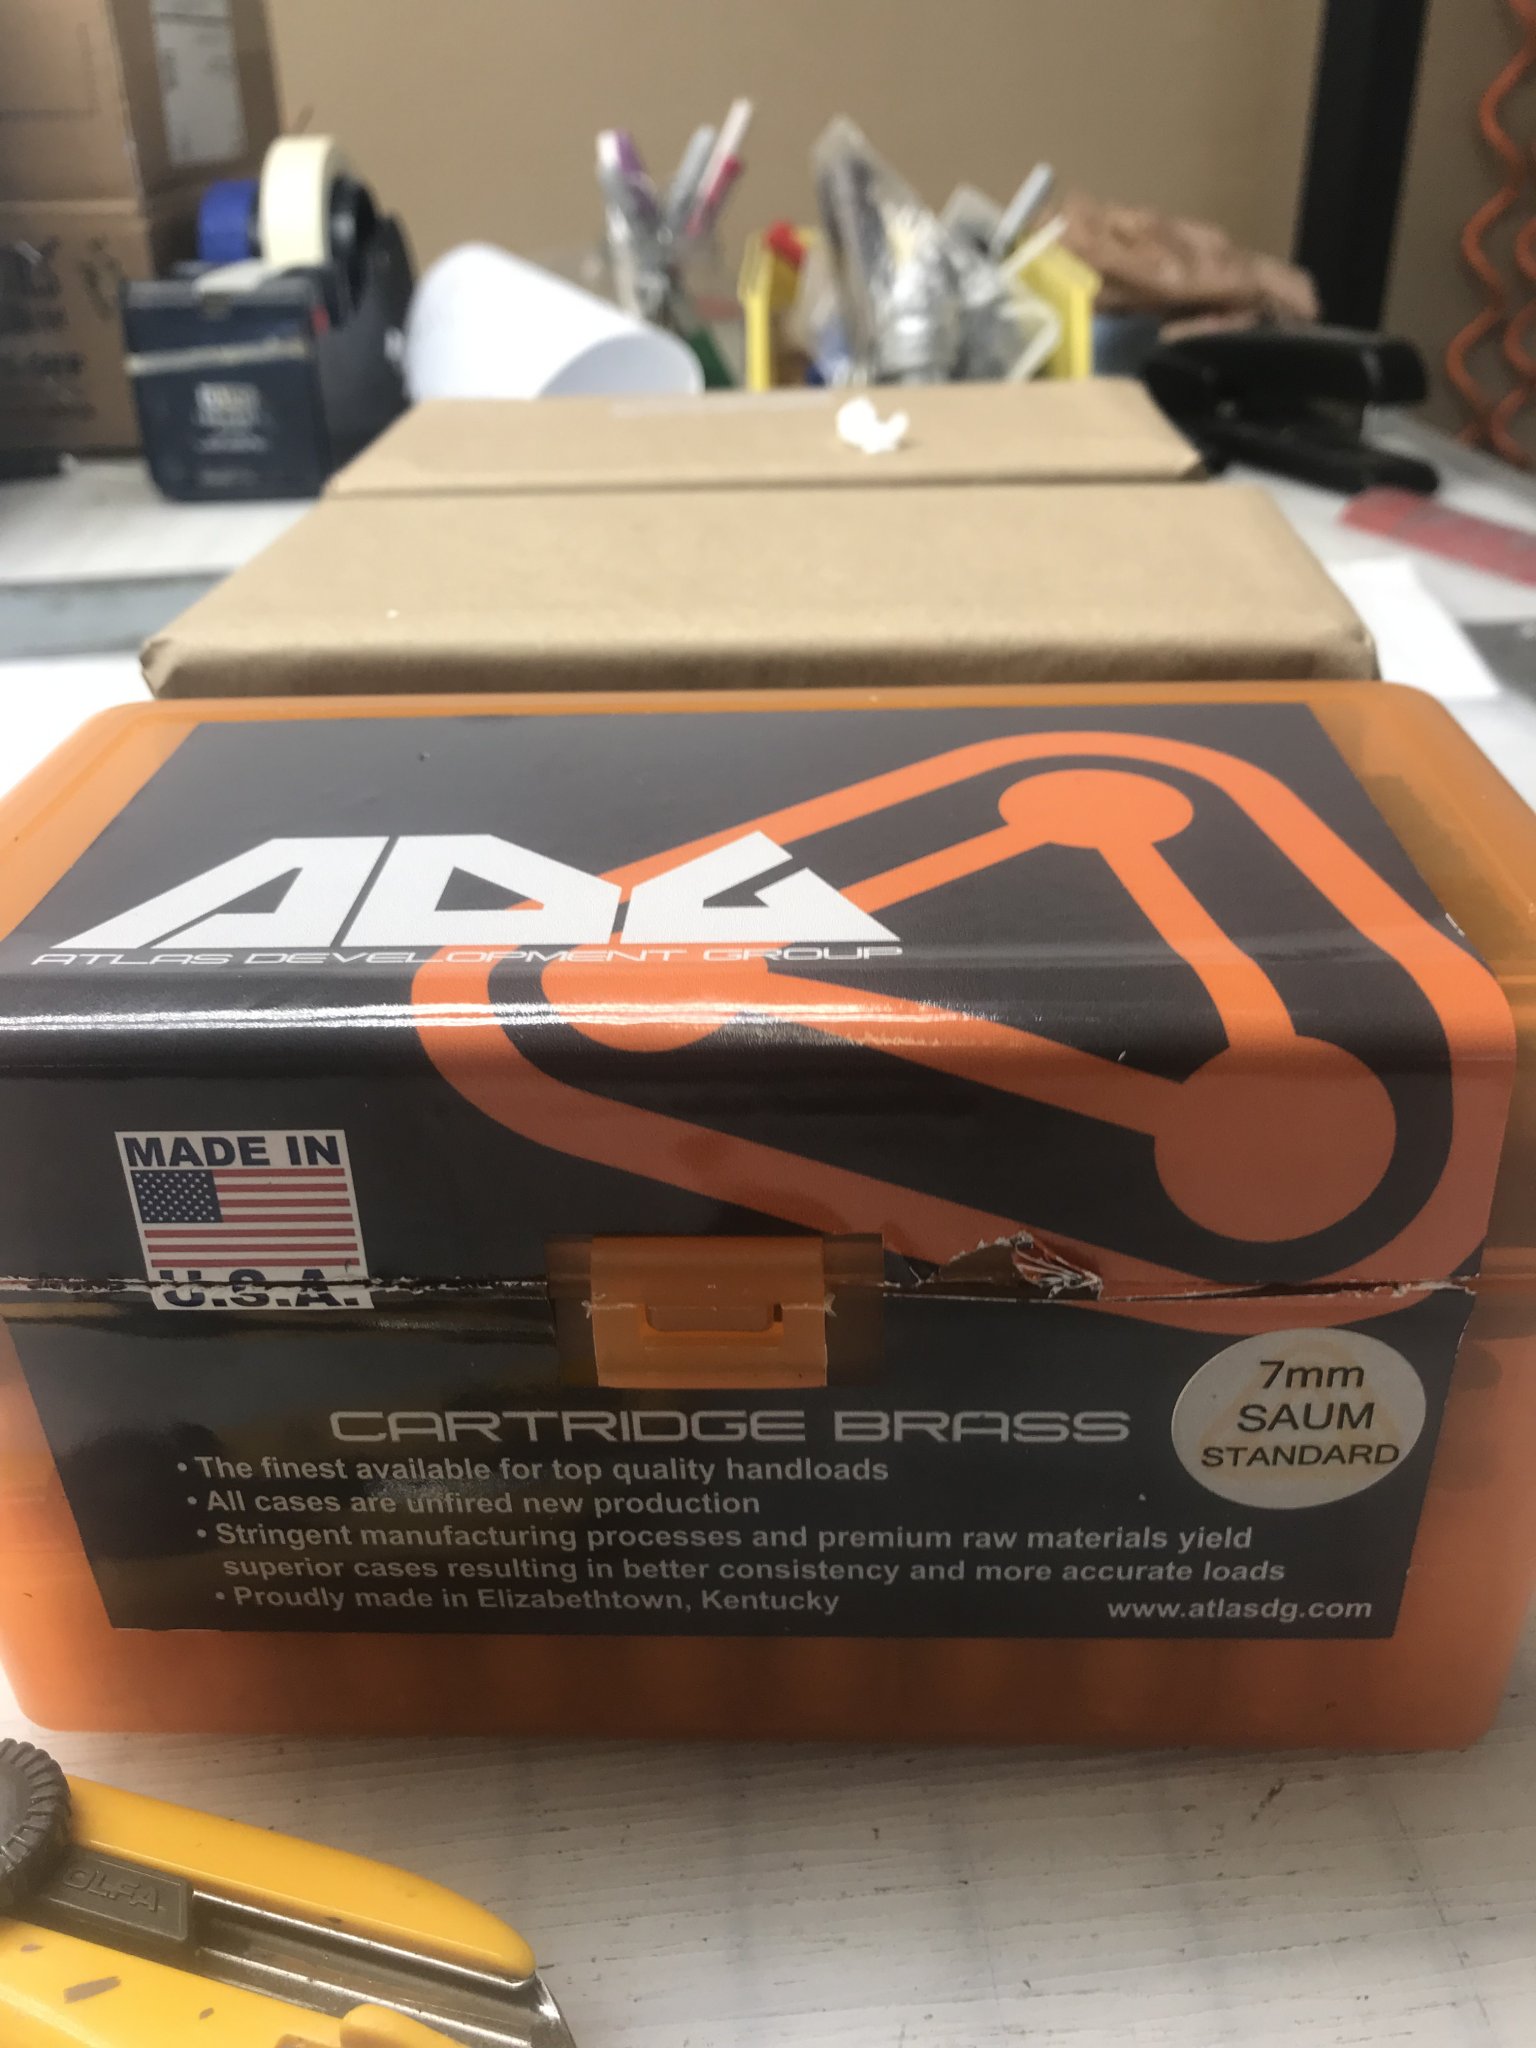 ADG
ATLAS DEVELOPMENT GROUP
MADE IN
U.S.A.
7mm
SAUM
STANDARD
CARTRIDGE BRASS
• The finest available for top quality handloads
• All cases are unfired new production
• Stringent manufacturing processes and premium raw materials yield
superior cases resulting in better consistency and more accurate loads
• Proudly made in Elizabethtown, Kentucky
www.atlasdg.com
OLFA